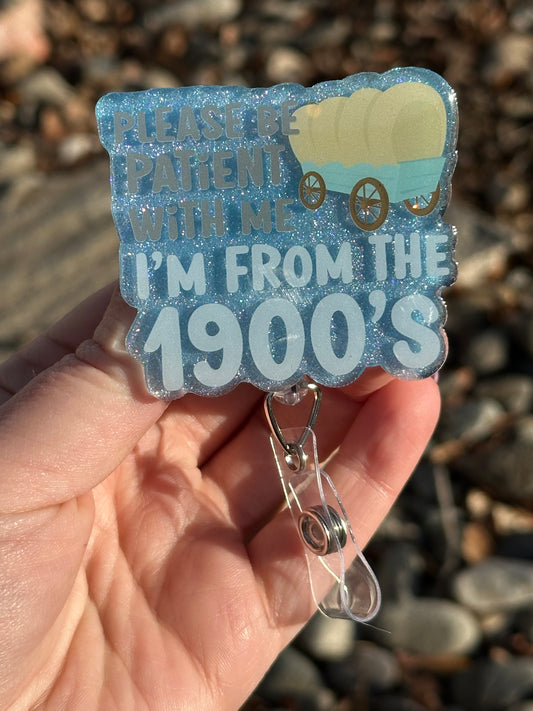 PLEASE BE
PATiENT
WiTH ME
I'M FROM THE
1900'S